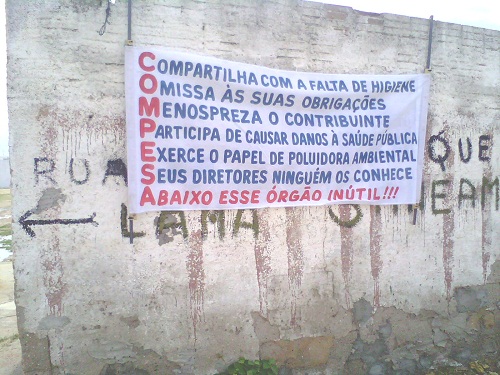 COMPARTILHA COM A FALTA DE HIGIENE
OMISSA ÀS SUAS OBRIGAÇÕES
MENOSPREZA O CONTRIBUINTE
PARTICIPA DE CAUSAR DANOS À SAÚDE PÚBLICA
EXERCE O PAPEL DE POLUIDORA AMBIENTAL
SEUS DIRETORES NINGUÉM OS CONHECE
ABAIXO ESSE ÓRGÃO INÚTIL!!!
RUA QUE
LAMA